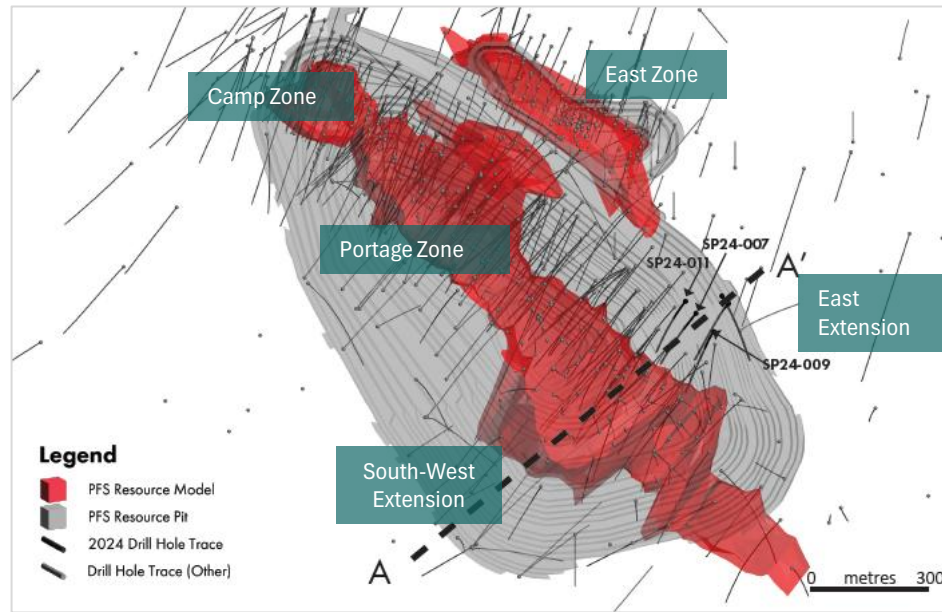 Camp Zone
East Zone
Portage Zone
SP24-007
SP24-011
A'
East
Extension
SP24-009
South-West
Extension
A
Legend
PFS Resource Model
PFS Resource Pit
2024 Drill Hole Trace
Drill Hole Trace (Other)
0 metres 300